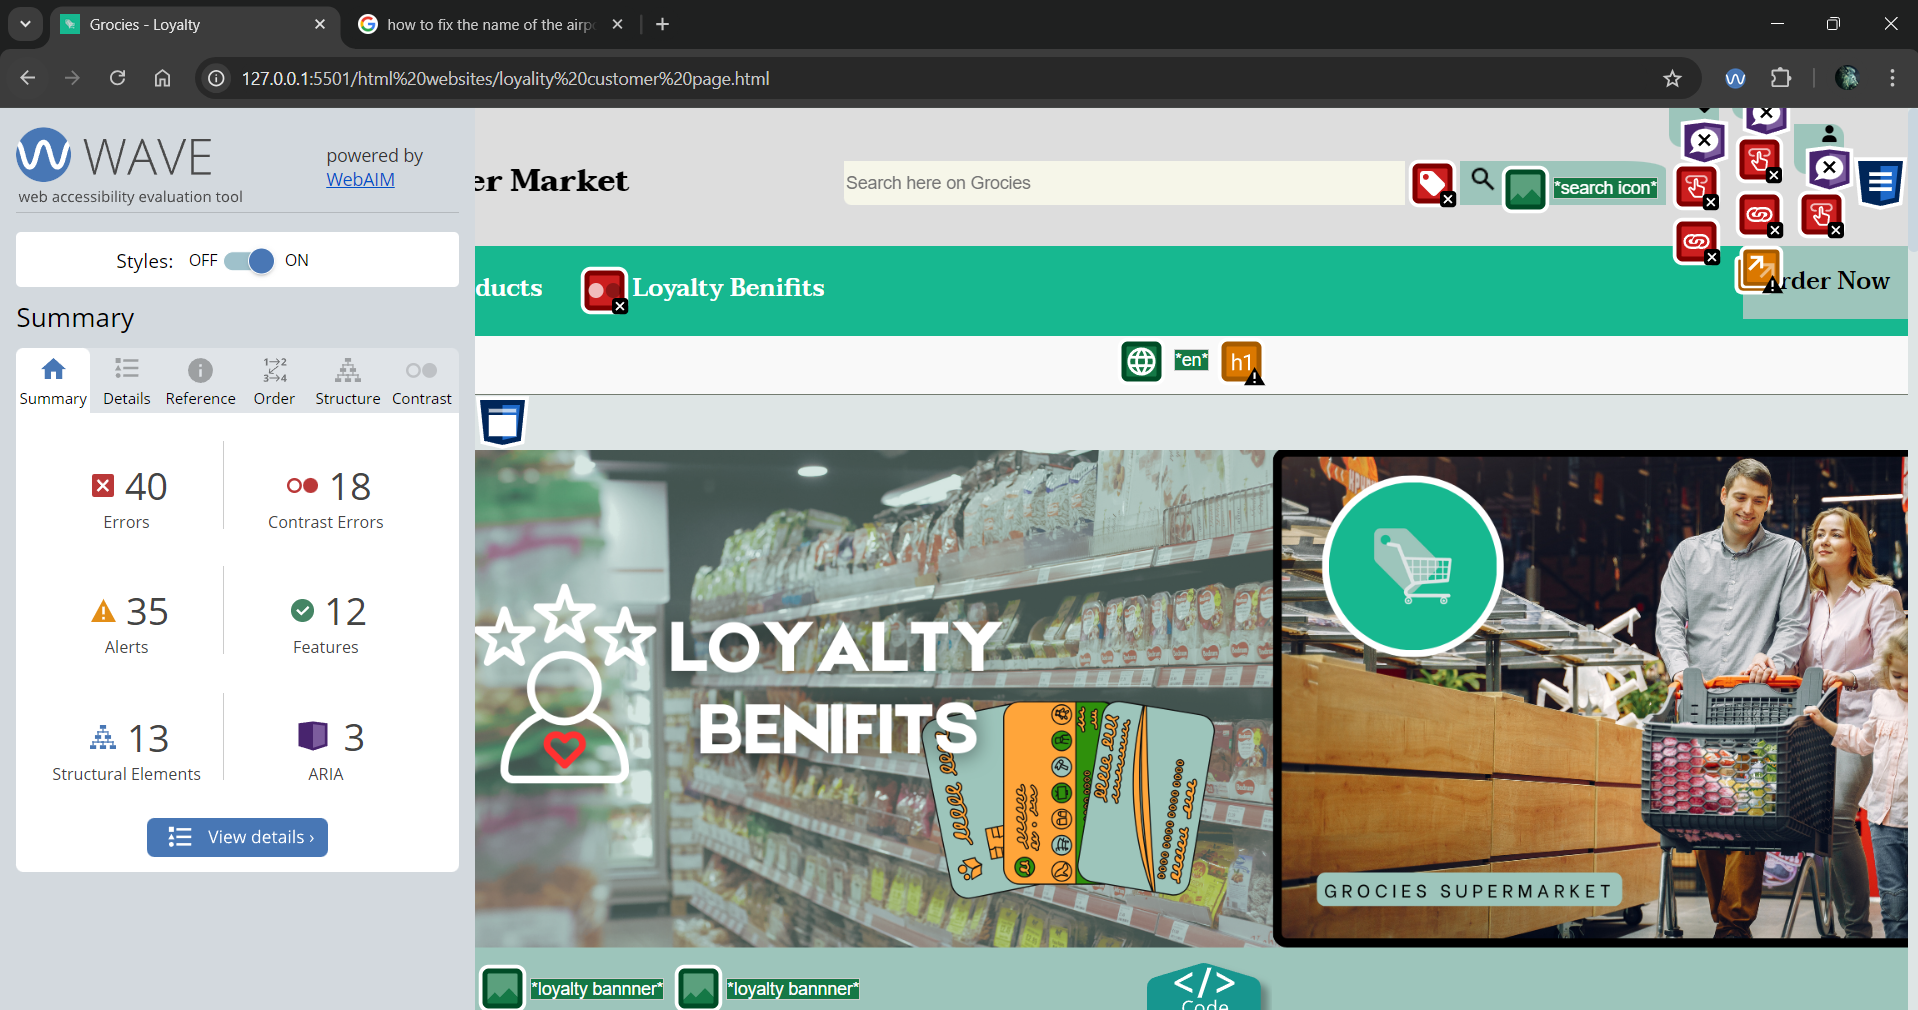 Grocies - Loyalty
how to fix the name of the airp
127.0.0.1:5501/html%20websites/loyality%20customer%20page.html
WAVE
powered by
WebAIM
web accessibility evaluation tool
Styles: OFF ON
Summary
Summary Details Reference Order Structure Contrast
1→2
3→4
40 18
Errors Contrast Errors
35 12
Alerts Features
13 3
Structural Elements ARIA
View details ›
er Market
Search here on Grocies
*search icon*
ducts
Loyalty Benifits
rder Now
*en*
h1
LOYALTY
BENIFITS
GROCIES SUPERMARKET
*loyalty bannner*
*loyalty bannner*
</>
Code